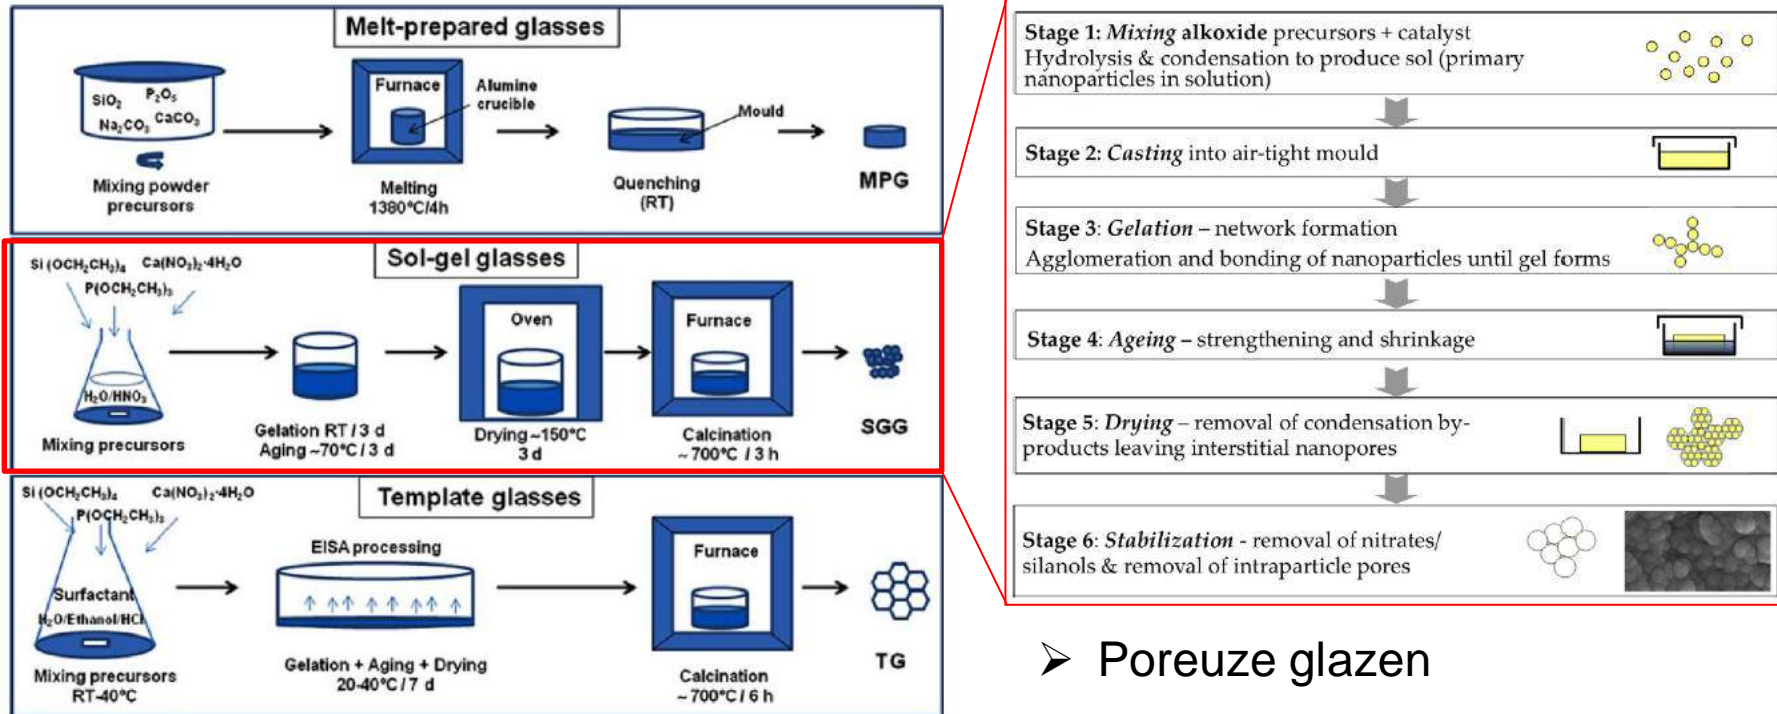 Melt-prepared glasses
SiO₂ P₂O₅
Na₂CO₃ CaCO₃
Mixing powder
precursors
Furnace
Alumine
crucible
Melting
1380°C/4h
Mould
Quenching
(RT)
MPG
Sol-gel glasses
Si (OCH₂CH₃)₄ Ca(NO₃)₂·4H₂O
P(OCH₂CH₃)₃
H₂O/HNO₃
Mixing precursors
Gelation RT / 3 d
Aging ~70°C / 3 d
Oven
Drying ~150°C
3 d
Furnace
Calcination
~ 700°C / 3 h
SGG
Template glasses
Si (OCH₂CH₃)₄ Ca(NO₃)₂·4H₂O
P(OCH₂CH₃)₃
Surfactant
H₂O/Ethanol/HCl
Mixing precursors
RT-40°C
EISA processing
Gelation + Aging + Drying
20-40°C / 7 d
Furnace
Calcination
~ 700°C / 6 h
TG
Stage 1: Mixing alkoxide precursors + catalyst
Hydrolysis & condensation to produce sol (primary
nanoparticles in solution)
Stage 2: Casting into air-tight mould
Stage 3: Gelation – network formation
Agglomeration and bonding of nanoparticles until gel forms
Stage 4: Ageing – strengthening and shrinkage
Stage 5: Drying – removal of condensation by-
products leaving interstitial nanopores
Stage 6: Stabilization - removal of nitrates/
silanols & removal of intraparticle pores
➢ Poreuze glazen